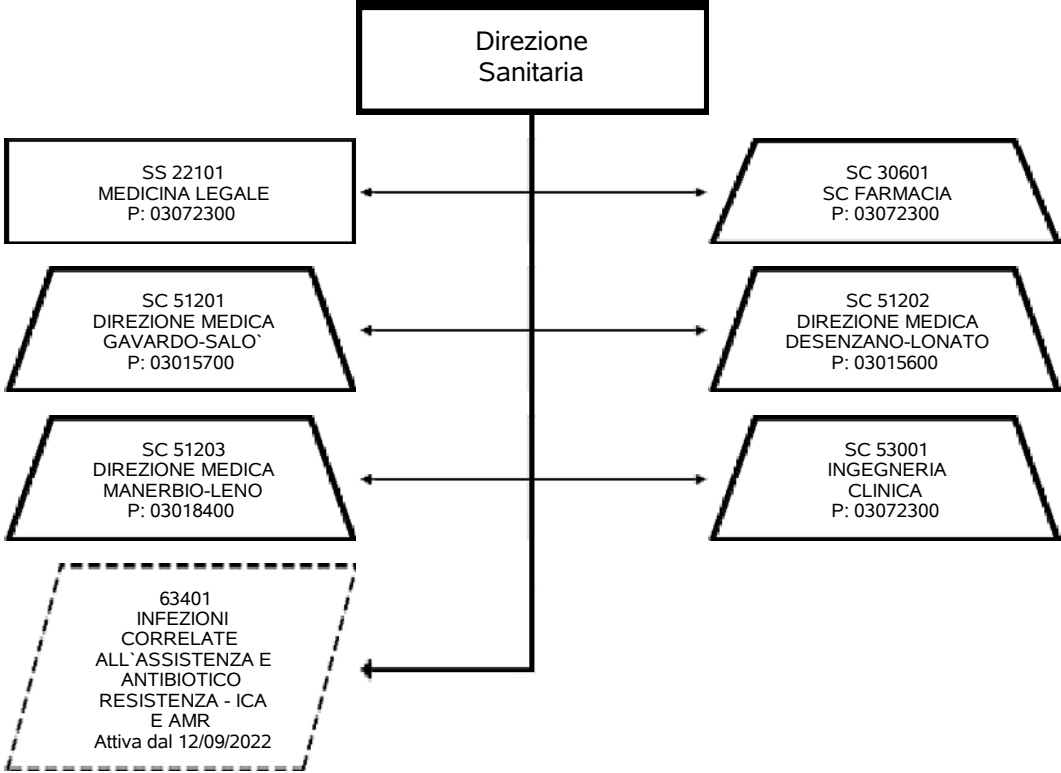 Direzione
Sanitaria
SS 22101
MEDICINA LEGALE
P: 03072300
SC 30601
SC FARMACIA
P: 03072300
SC 51201
DIREZIONE MEDICA
GAVARDO-SALO`
P: 03015700
SC 51202
DIREZIONE MEDICA
DESENZANO-LONATO
P: 03015600
SC 51203
DIREZIONE MEDICA
MANERBIO-LENO
P: 03018400
SC 53001
INGEGNERIA
CLINICA
P: 03072300
63401
INFEZIONI
CORRELATE
ALL`ASSISTENZA E
ANTIBIOTICO
RESISTENZA - ICA
E AMR
Attiva dal 12/09/2022